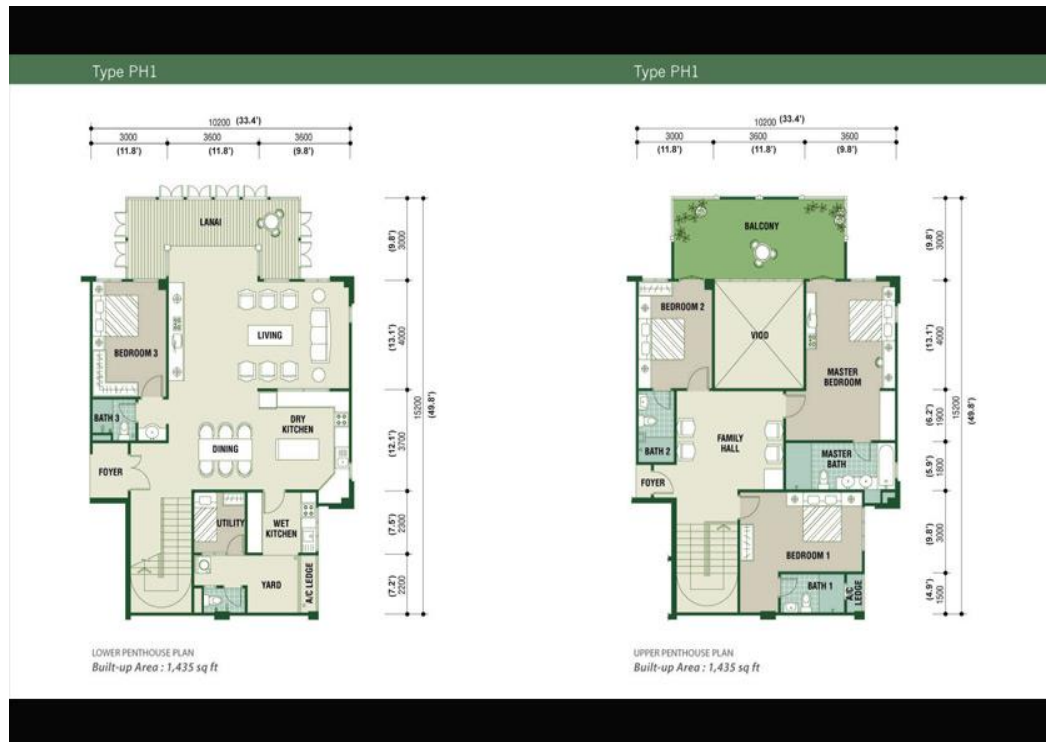 Type PH1
10200 (33.4')
3000 3600 3600
(11.8') (11.8') (9.8')
LANAI
(9.8') 3000
LIVING
BEDROOM 3
(13.1') 4000
15200 (49.8')
BATH 3
DRY
KITCHEN
DINING
(12.1') 3700
FOYER
UTILITY
WET
KITCHEN
(7.5') 2300
YARD
A/C LEDGE
(7.2') 2200
LOWER PENTHOUSE PLAN
Built-up Area : 1,435 sq ft
Type PH1
10200 (33.4')
3000 3600 3600
(11.8') (11.8') (9.8')
BALCONY
(9.8') 3000
BEDROOM 2
VIOD
MASTER
BEDROOM
(13.1') 4000
(6.2') 1900
15200 (49.8')
FAMILY
HALL
BATH 2
MASTER
BATH
(5.9') 1800
FOYER
BEDROOM 1
(9.8') 3000
BATH 1
A/C
LEDGE
(4.9') 1500
UPPER PENTHOUSE PLAN
Built-up Area : 1,435 sq ft